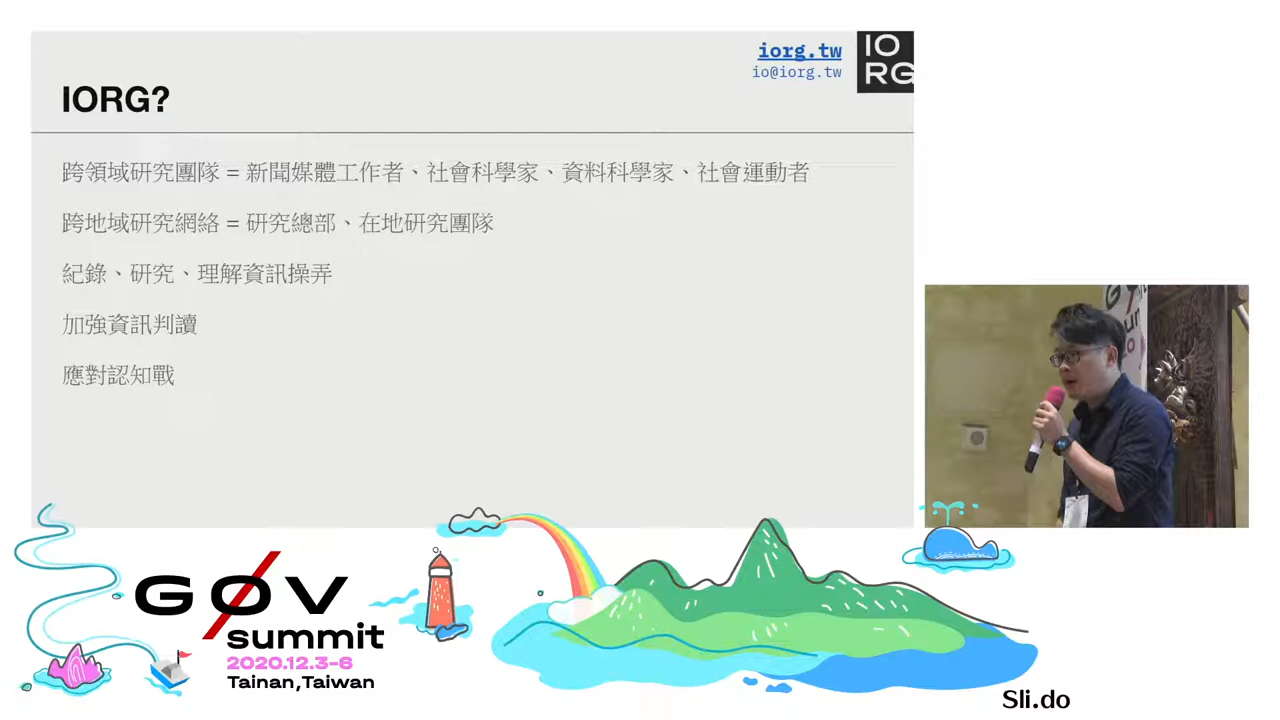 iorg.tw
io@iorg.tw
IO
RG
IORG?
跨領域研究團隊 = 新聞媒體工作者、社會科學家、資料科學家、社會運動者
跨地域研究網絡 = 研究總部、在地研究團隊
紀錄、研究、理解資訊操弄
加強資訊判讀
應對認知戰
G0V
summit
2020.12.3-6
Tainan,Taiwan
Sli.do